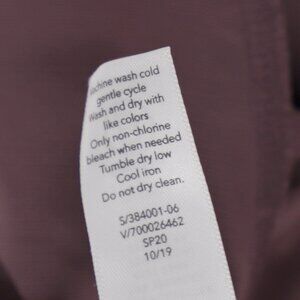 machine wash cold
gentle cycle
Wash and dry with
like colors
Only non-chlorine
bleach when needed
Tumble dry low
Cool iron
Do not dry clean.
S/384001-06
V/700026462
SP20
10/19